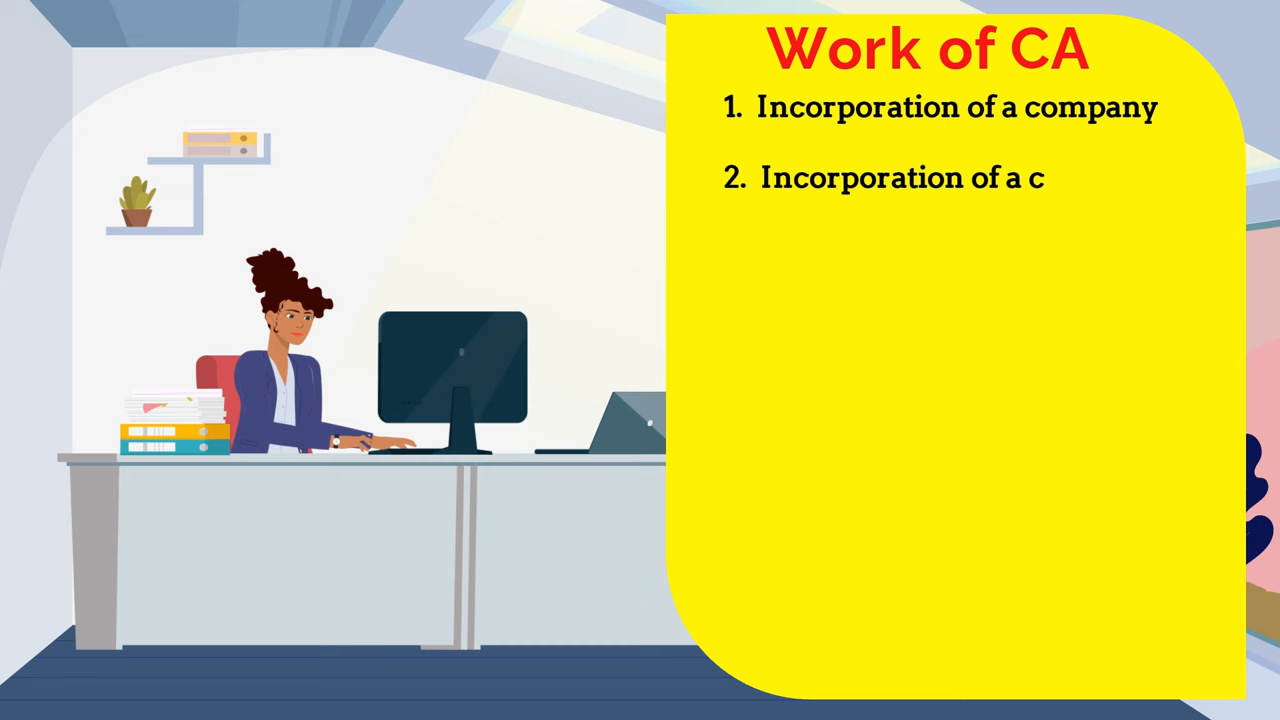 Work of CA
1. Incorporation of a company
2. Incorporation of a c